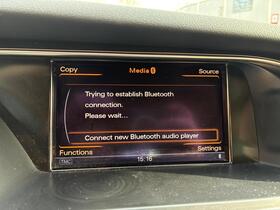 Copy Media Source
Trying to establish Bluetooth
connection.
Please wait...
Connect new Bluetooth audio player
Functions Settings
TMC 15:16